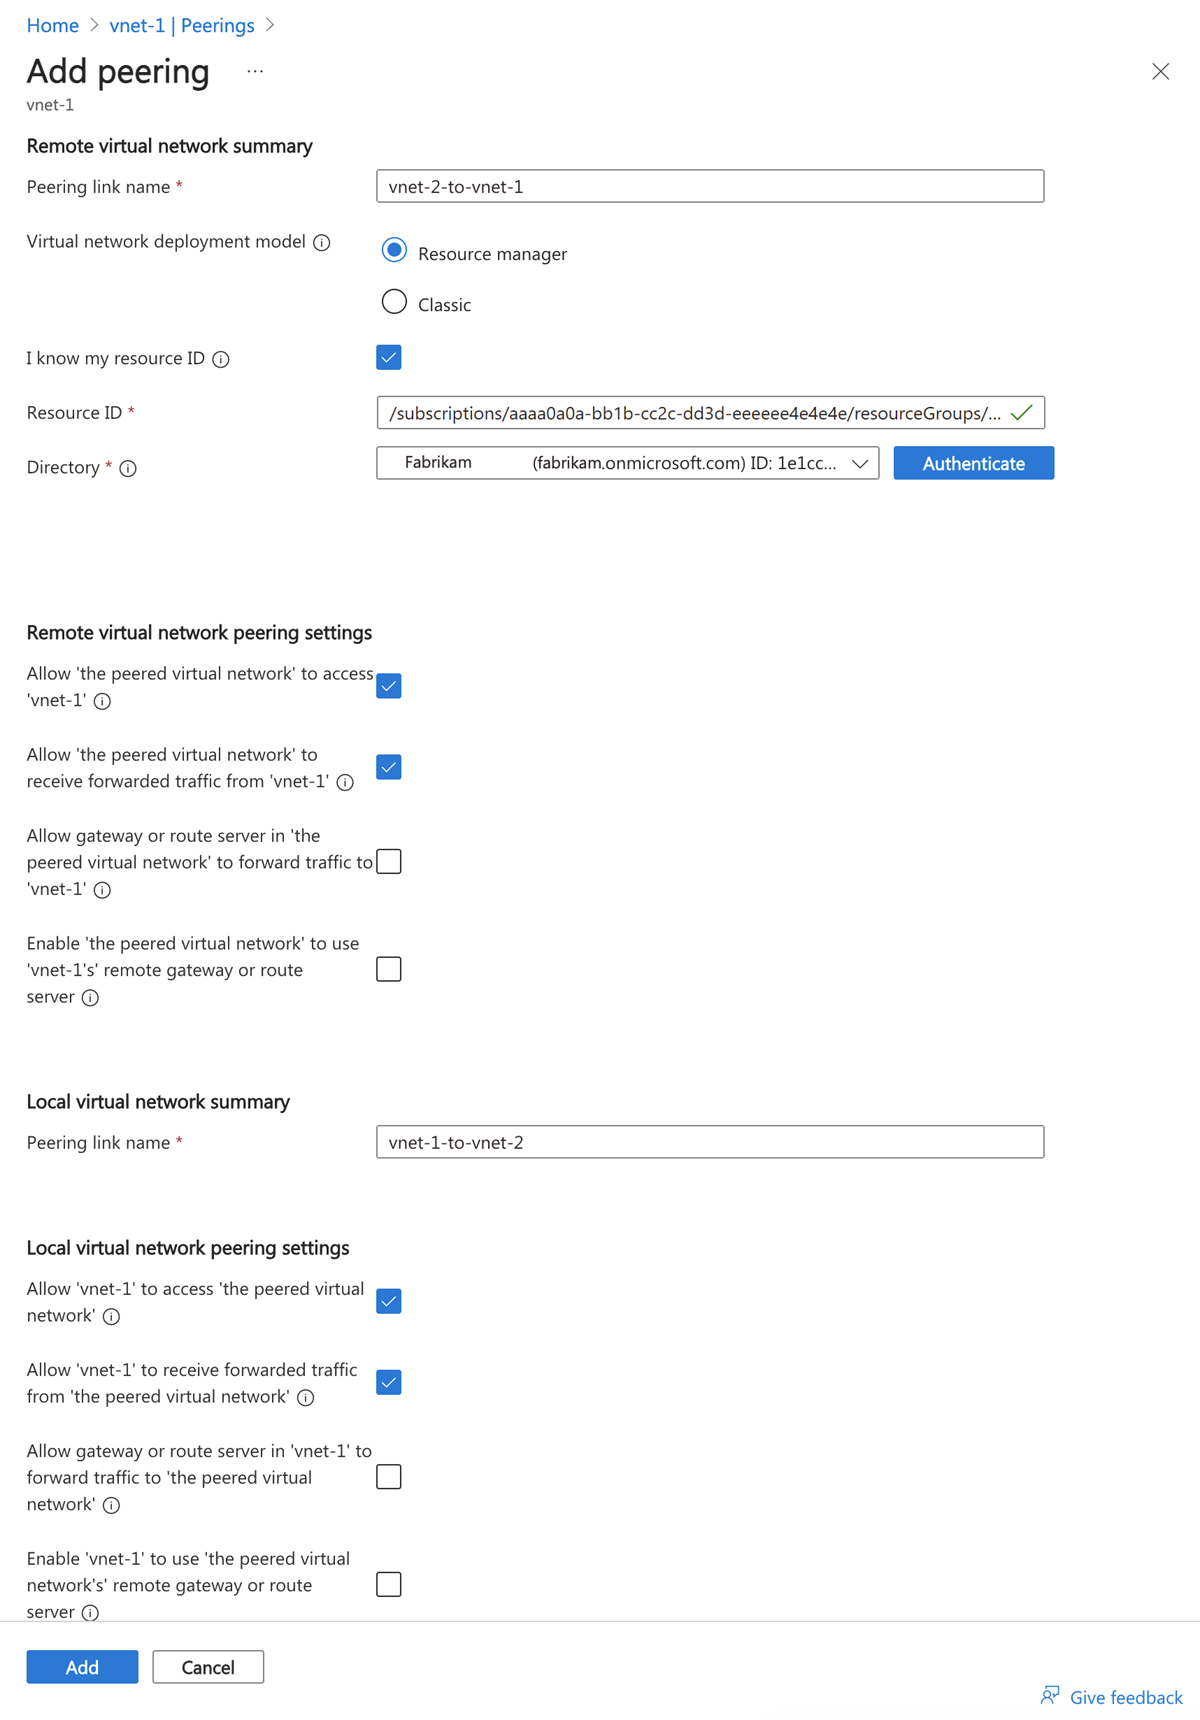 Home > vnet-1 | Peerings >
Add peering ...
vnet-1
Remote virtual network summary
Peering link name *
vnet-2-to-vnet-1
Virtual network deployment model
Resource manager
Classic
I know my resource ID
Resource ID *
/subscriptions/aaaa0a0a-bb1b-cc2c-dd3d-eeeeee4e4e4e/resourceGroups/...
Directory *
Fabrikam (fabrikam.onmicrosoft.com) ID: 1e1cc...
Authenticate
Remote virtual network peering settings
Allow 'the peered virtual network' to access
'vnet-1'
Allow 'the peered virtual network' to
receive forwarded traffic from 'vnet-1'
Allow gateway or route server in 'the
peered virtual network' to forward traffic to
'vnet-1'
Enable 'the peered virtual network' to use
'vnet-1's' remote gateway or route
server
Local virtual network summary
Peering link name *
vnet-1-to-vnet-2
Local virtual network peering settings
Allow 'vnet-1' to access 'the peered virtual
network'
Allow 'vnet-1' to receive forwarded traffic
from 'the peered virtual network'
Allow gateway or route server in 'vnet-1' to
forward traffic to 'the peered virtual
network'
Enable 'vnet-1' to use 'the peered virtual
network's' remote gateway or route
server
Add
Cancel
Give feedback